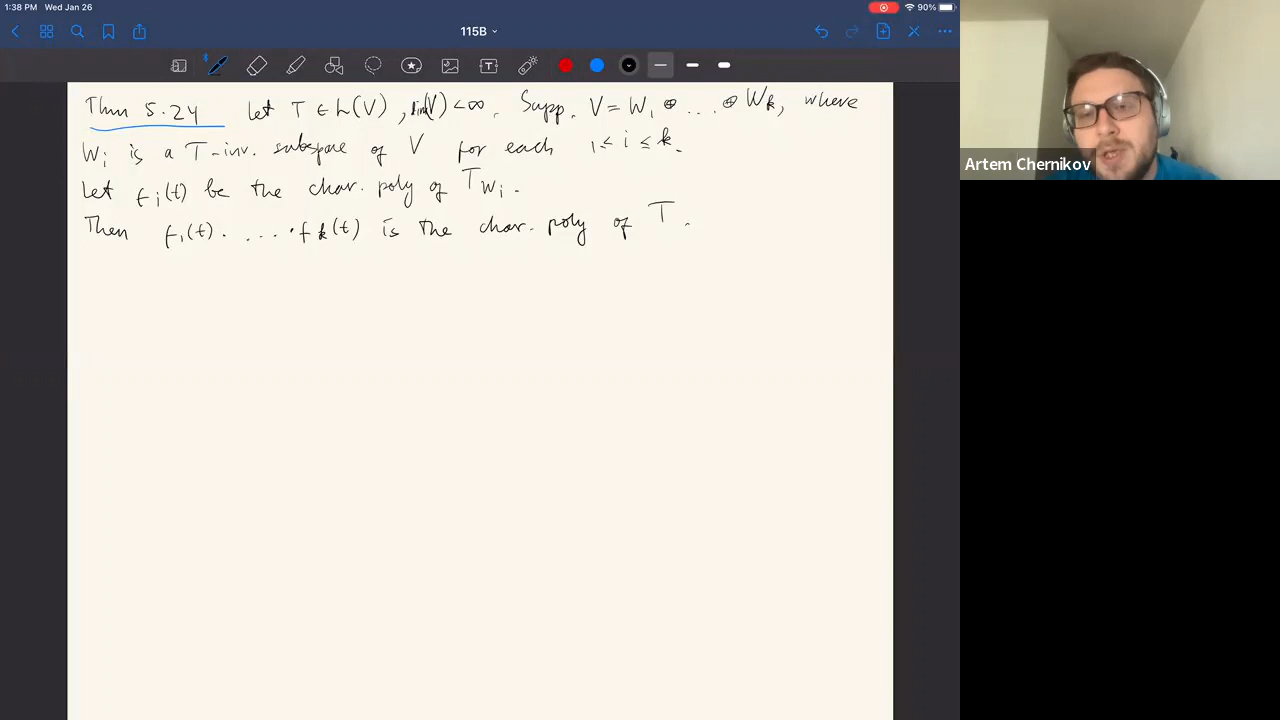 1:38 PM Wed Jan 26
90%
115B
Thm 5.24 Let T ∈ L(V), dim(V) < ∞. Supp. V = W₁ ⊕ ... ⊕ Wₖ, where
Wᵢ is a T-inv. subspace of V for each 1 ≤ i ≤ k.
Let fᵢ(t) be the char. poly of T_Wᵢ.
Then f₁(t) · ... · fₖ(t) is the char. poly of T.
Artem Chernikov